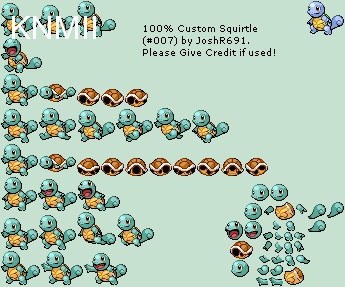 KNMII
100% Custom Squirtle
(#007) by JoshR691.
Please Give Credit if used!